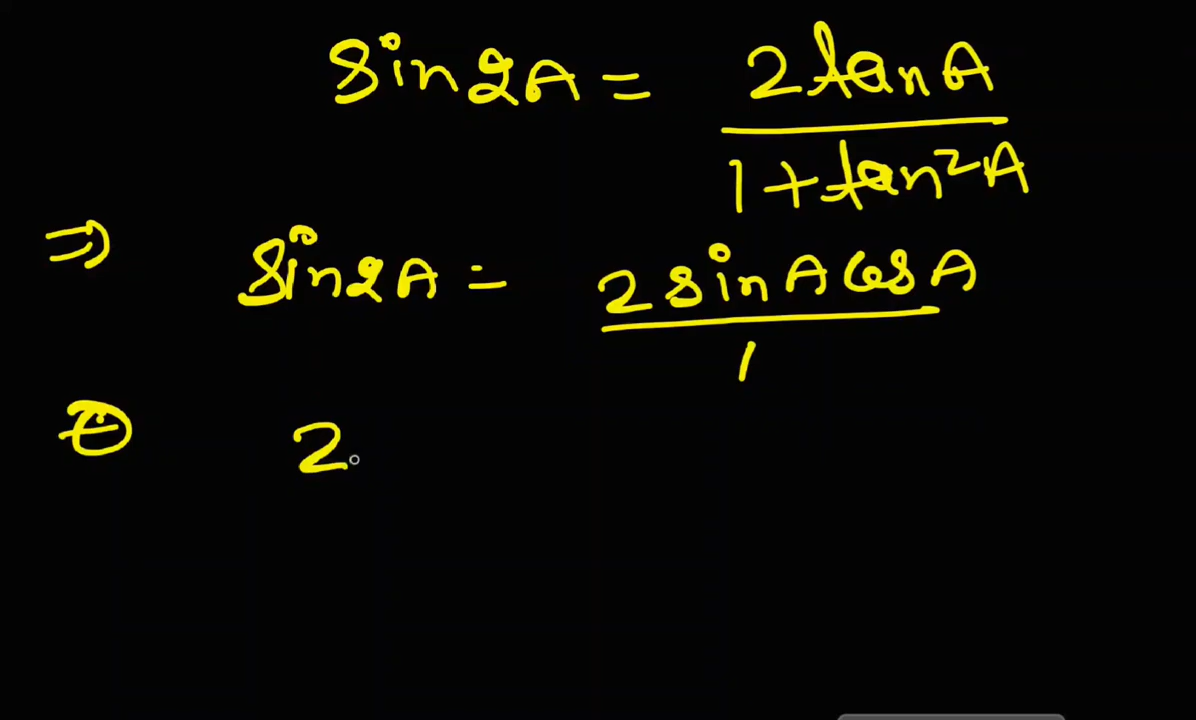 sin2A = 2tanA / 1+tan²A
⇒ sin2A = 2sinAcosA / 1
2